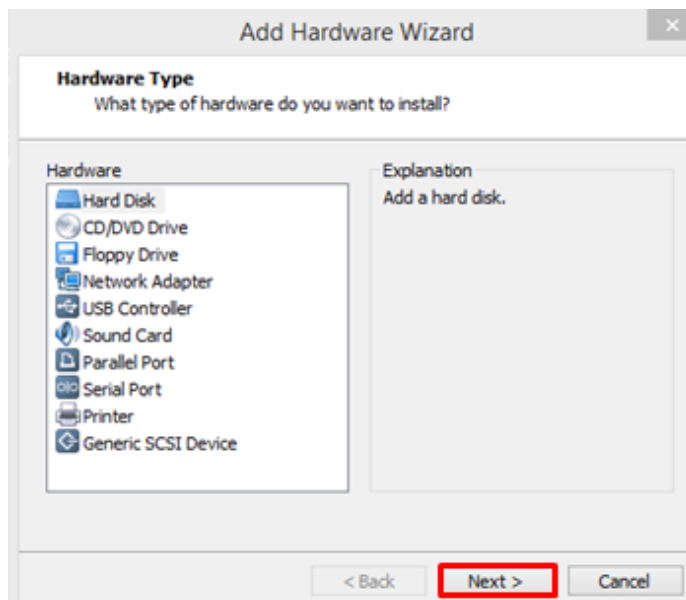 Add Hardware Wizard
Hardware Type
What type of hardware do you want to install?
Hardware
Hard Disk
CD/DVD Drive
Floppy Drive
Network Adapter
USB Controller
Sound Card
Parallel Port
Serial Port
Printer
Generic SCSI Device
Explanation
Add a hard disk.
< Back
Next >
Cancel